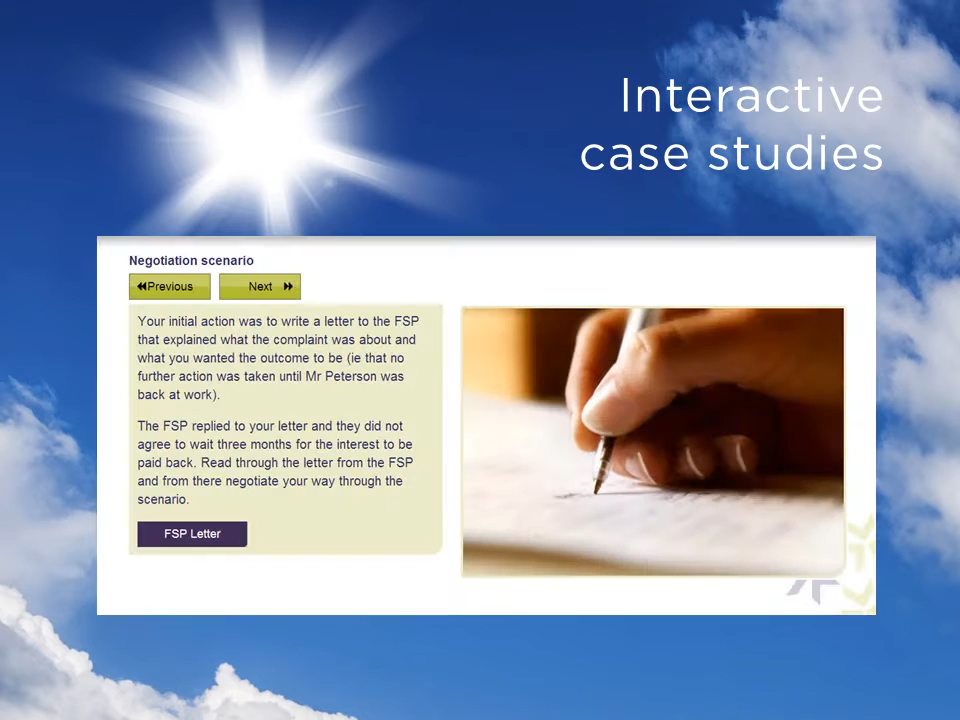 Interactive
case studies
Negotiation scenario
Previous
Next
Your initial action was to write a letter to the FSP
that explained what the complaint was about and
what you wanted the outcome to be (ie that no
further action was taken until Mr Peterson was
back at work).
The FSP replied to your letter and they did not
agree to wait three months for the interest to be
paid back. Read through the letter from the FSP
and from there negotiate your way through the
scenario.
FSP Letter